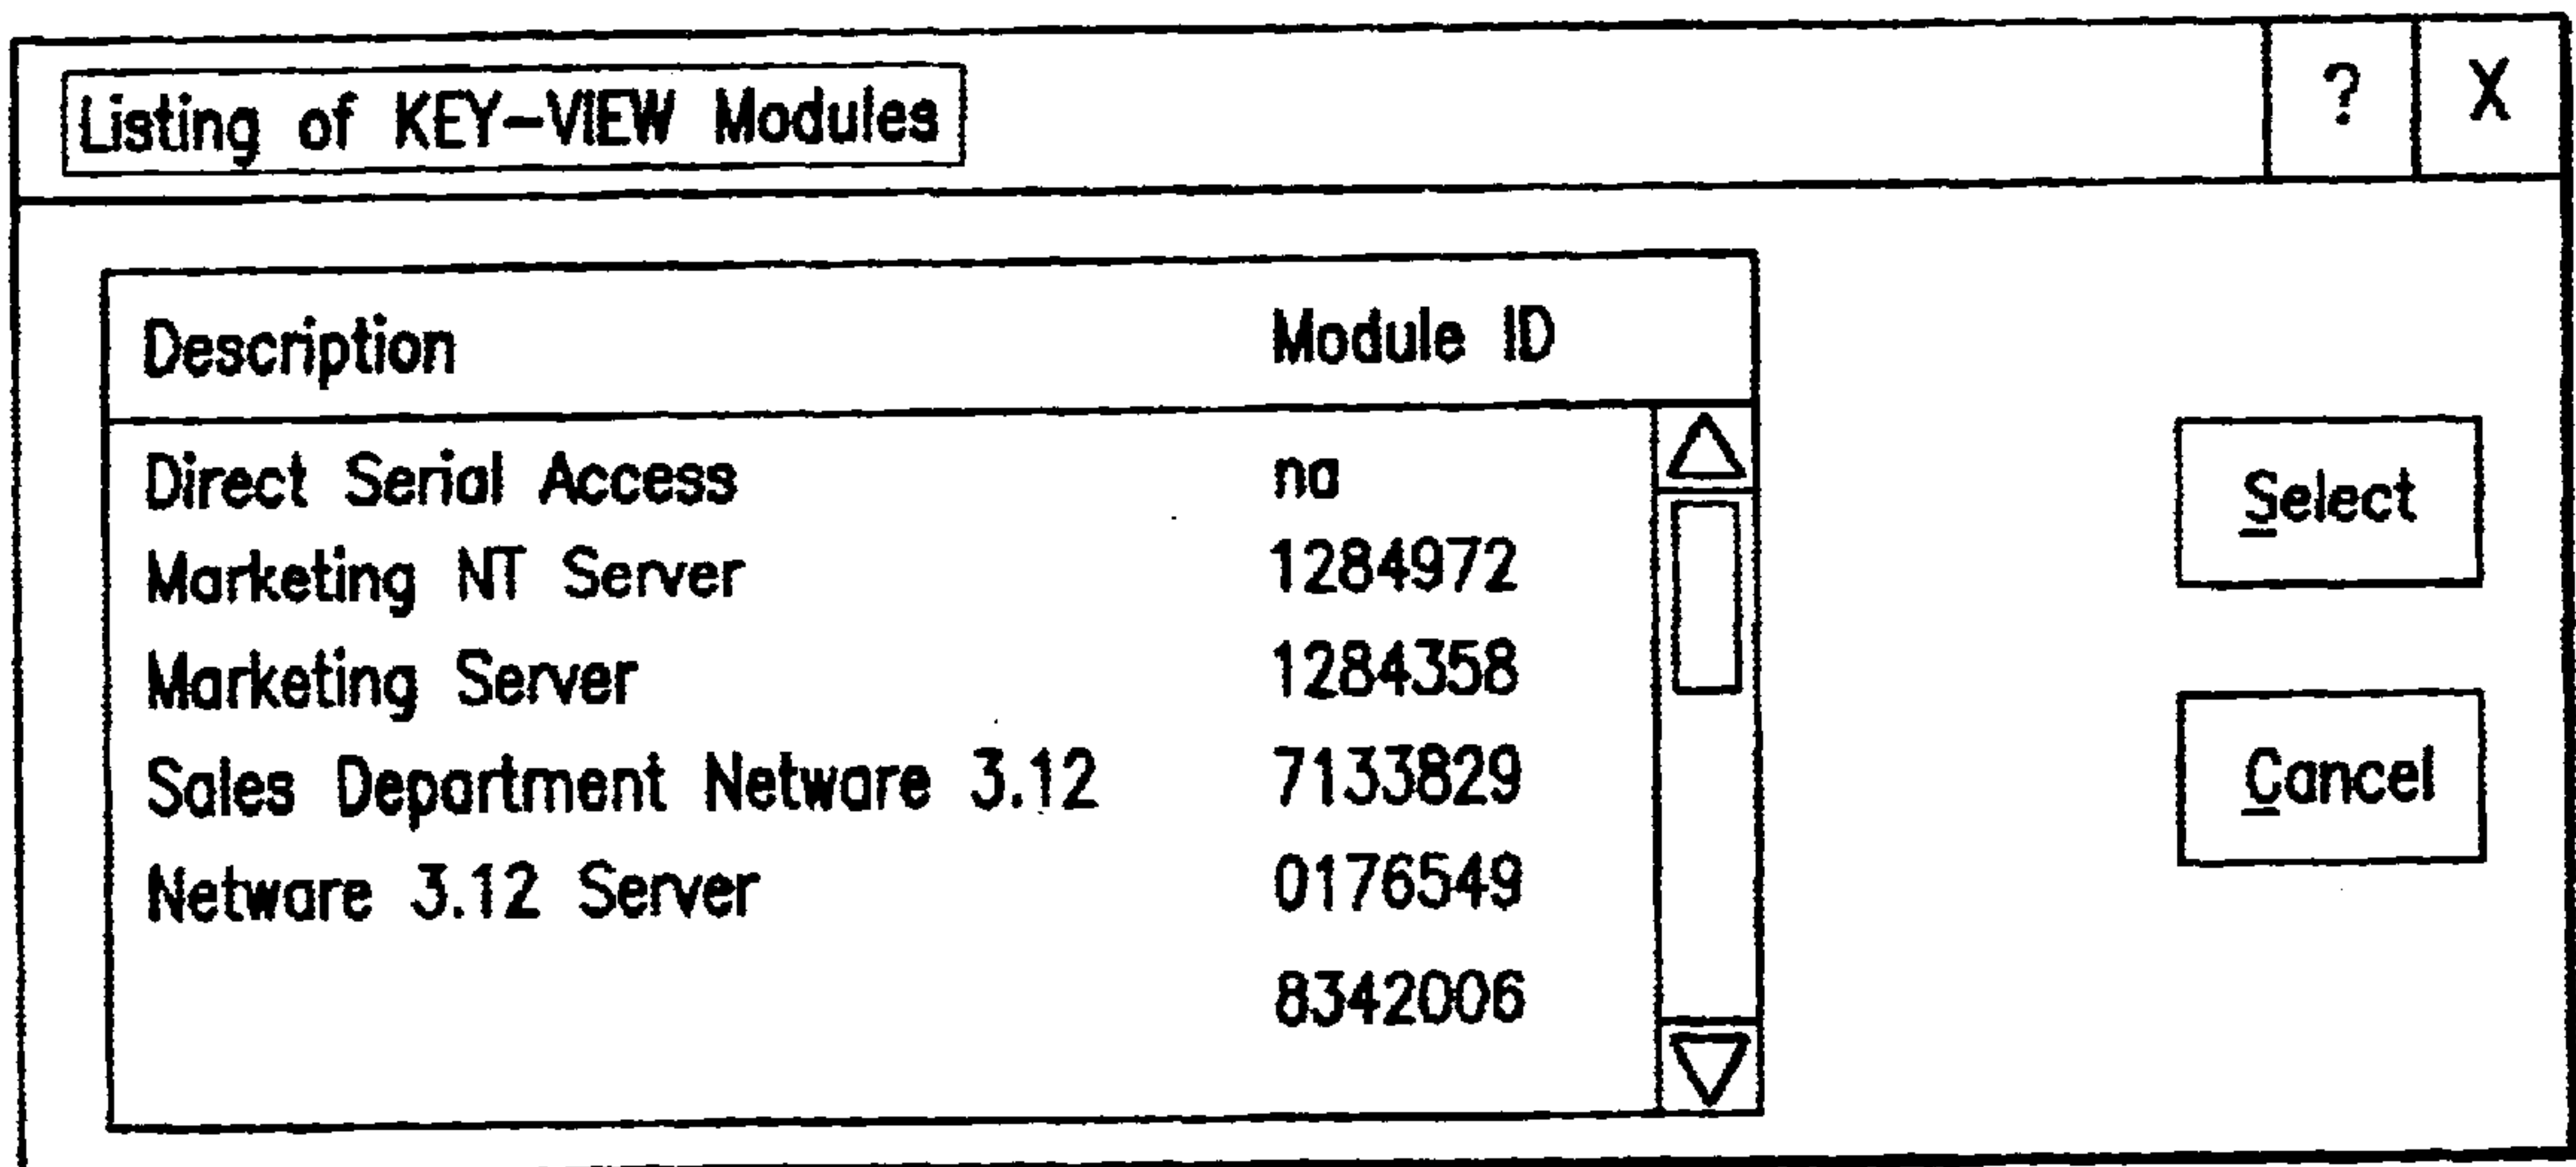 Listing of KEY-VIEW Modules ? X
Description Module ID
Direct Serial Access na
Marketing NT Server 1284972
Marketing Server 1284358
Sales Department Netware 3.12 7133829
Netware 3.12 Server 0176549
8342006
Select
Cancel